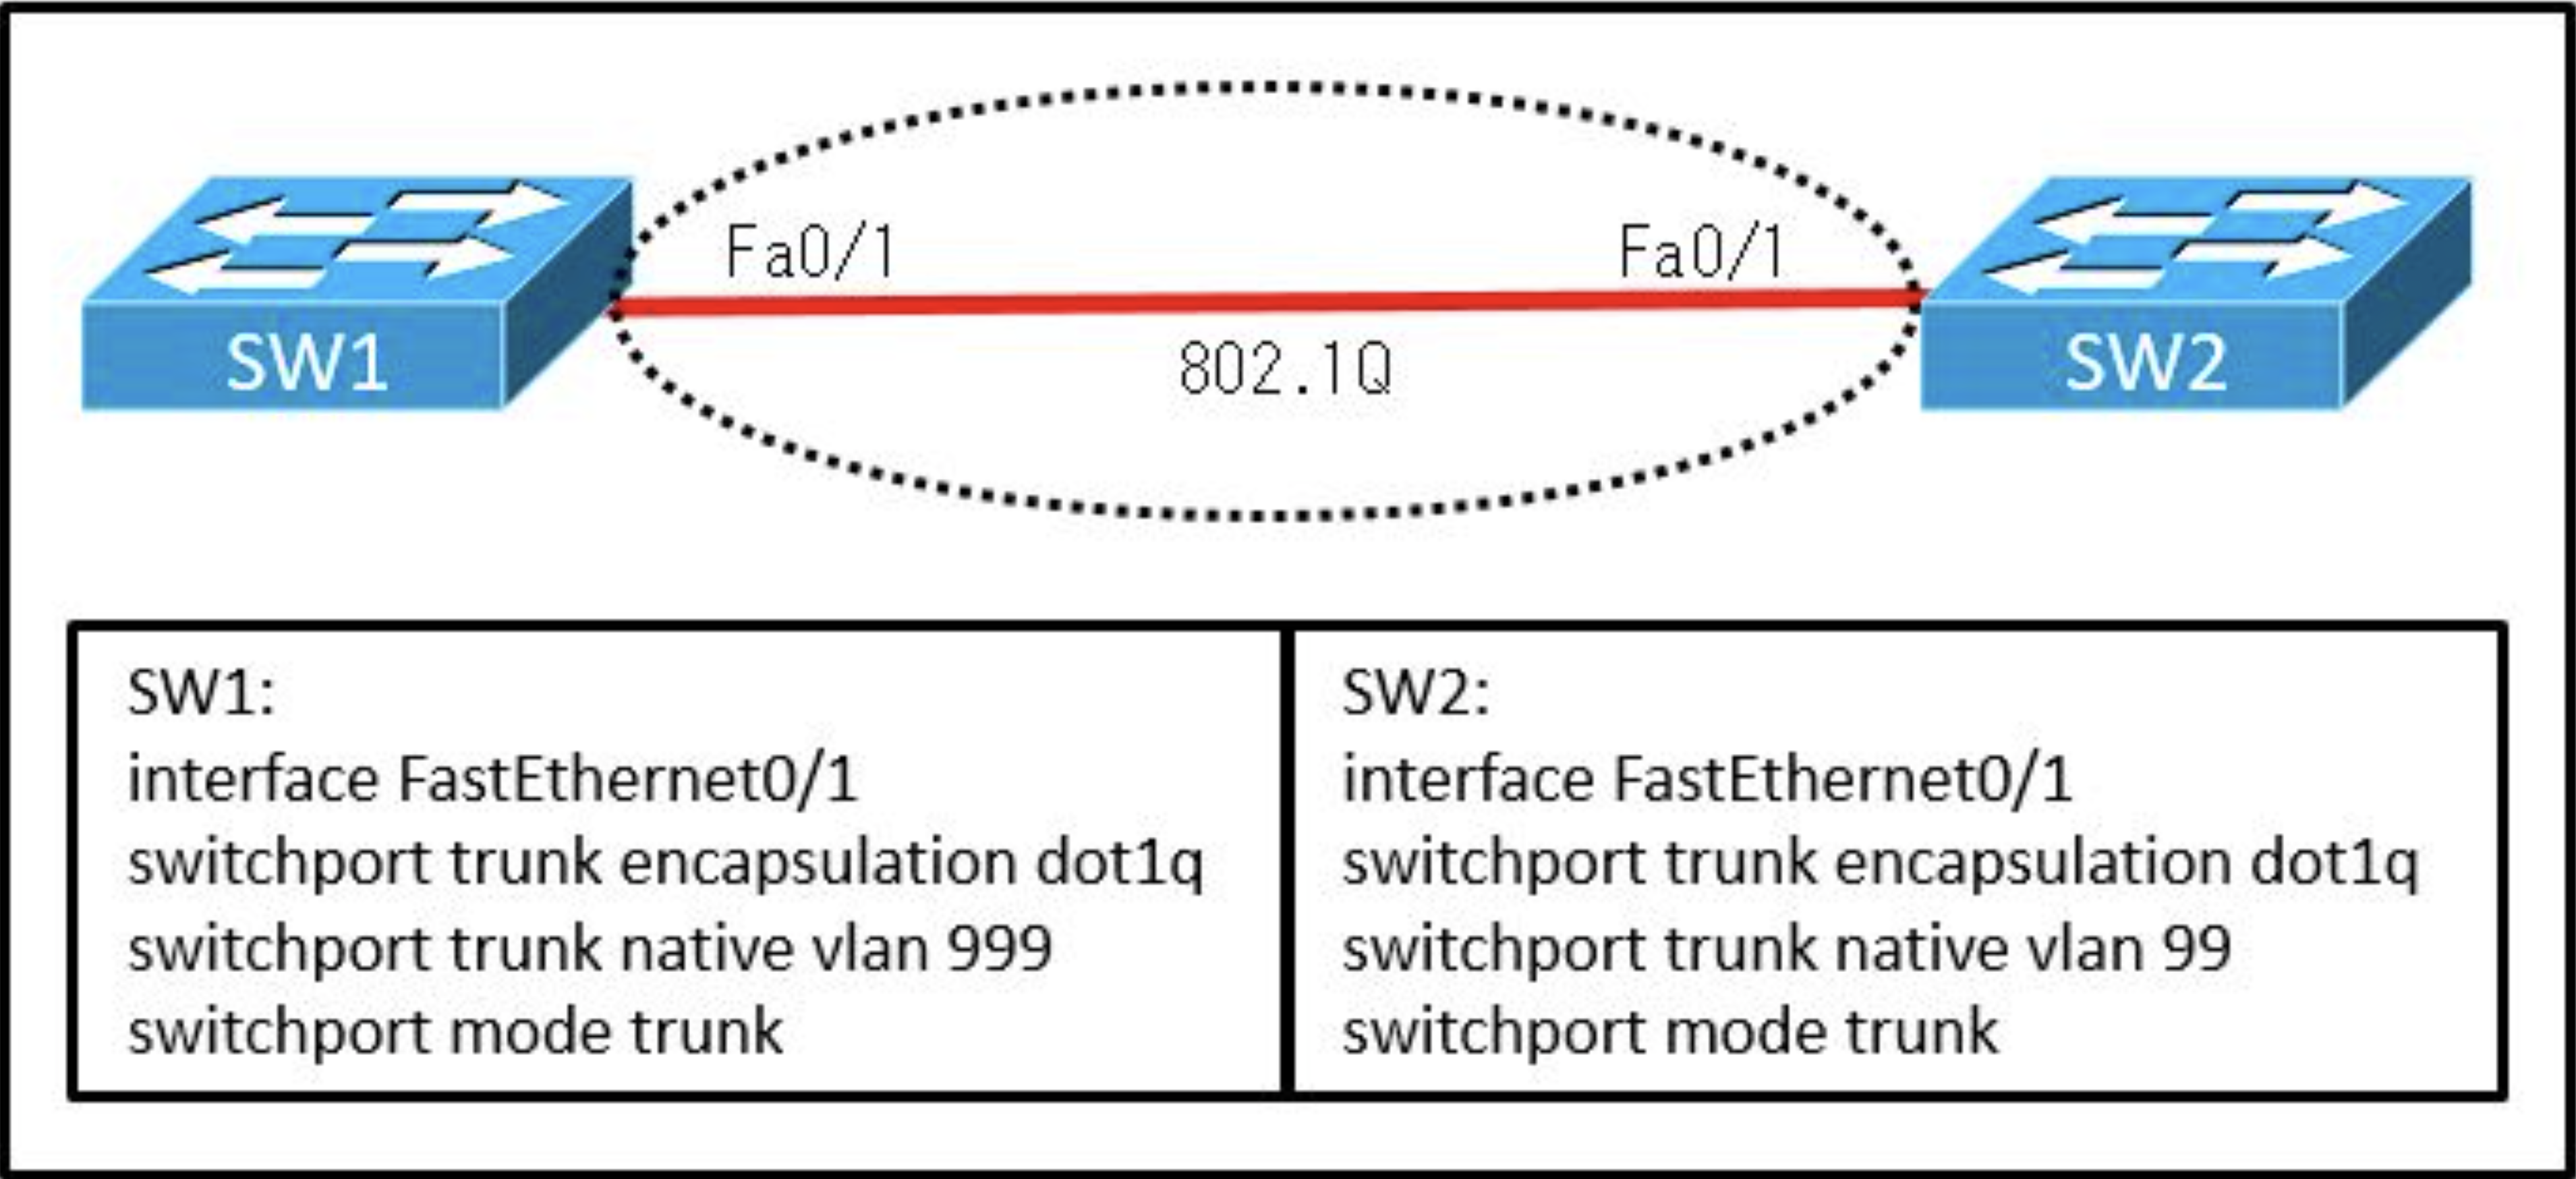 Fa0/1
Fa0/1
SW1
802.1Q
SW2
SW1:
interface FastEthernet0/1
switchport trunk encapsulation dot1q
switchport trunk native vlan 999
switchport mode trunk
SW2:
interface FastEthernet0/1
switchport trunk encapsulation dot1q
switchport trunk native vlan 99
switchport mode trunk